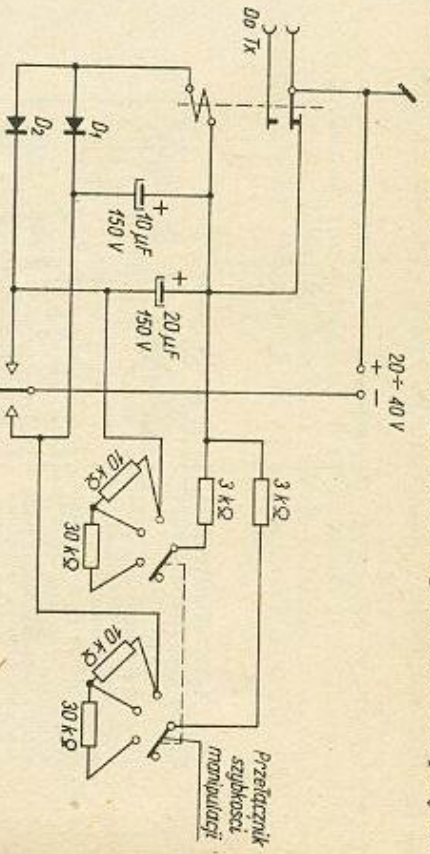 Do Tx
20÷40 V
+
−
D₁
D₂
+
10 µF
150 V
+
20 µF
150 V
3 kΩ
3 kΩ
10 kΩ
30 kΩ
10 kΩ
30 kΩ
Przełącznik
szybkości
manipulacji